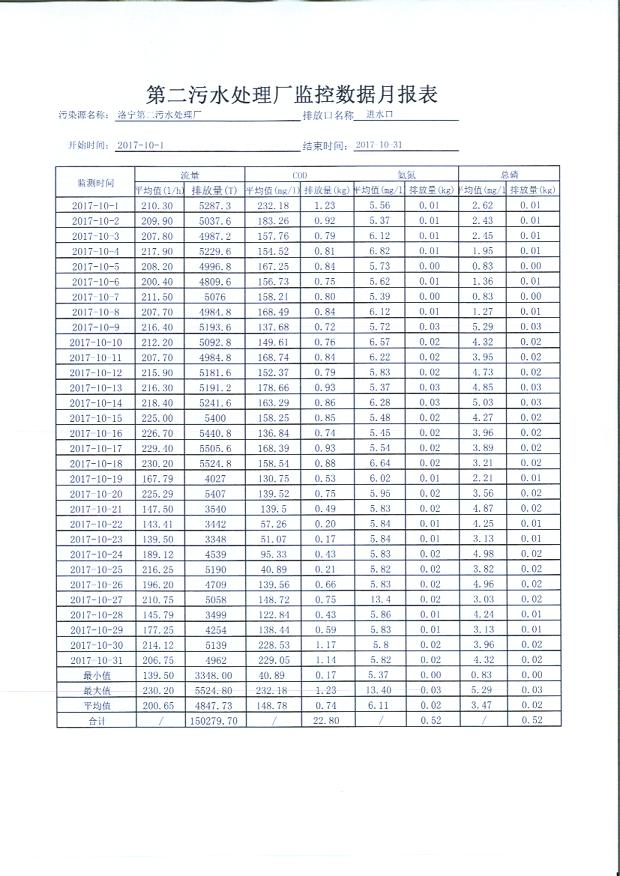 第二污水处理厂监控数据月报表
污染源名称: 洛宁第二污水处理厂 排放口名称 进水口
开始时间: 2017-10-1 结束时间: 2017-10-31
监测时间 流量 COD 氨氮 总磷
平均值(l/h) 排放量(T) 平均值(mg/l) 排放量(kg) 平均值(mg/l 排放量(kg) 平均值(mg/l 排放量(kg)
2017-10-1 210.30 5287.3 232.18 1.23 5.56 0.01 2.62 0.01
2017-10-2 209.90 5037.6 183.26 0.92 5.37 0.01 2.43 0.01
2017-10-3 207.80 4987.2 157.76 0.79 6.12 0.01 2.45 0.01
2017-10-4 217.90 5229.6 154.52 0.81 6.82 0.01 1.95 0.01
2017-10-5 208.20 4996.8 167.25 0.84 5.73 0.00 0.83 0.00
2017-10-6 200.40 4809.6 156.73 0.75 5.62 0.01 1.36 0.01
2017-10-7 211.50 5076 158.21 0.80 5.39 0.00 0.83 0.00
2017-10-8 207.70 4984.8 168.49 0.84 6.12 0.01 1.27 0.01
2017-10-9 216.40 5193.6 137.68 0.72 5.72 0.03 5.29 0.03
2017-10-10 212.20 5092.8 149.61 0.76 6.57 0.02 4.32 0.02
2017-10-11 207.70 4984.8 168.74 0.84 6.22 0.02 3.95 0.02
2017-10-12 215.90 5181.6 152.37 0.79 5.83 0.02 4.73 0.02
2017-10-13 216.30 5191.2 178.66 0.93 5.37 0.03 4.85 0.03
2017-10-14 218.40 5241.6 163.29 0.86 6.28 0.03 5.03 0.03
2017-10-15 225.00 5400 158.25 0.85 5.48 0.02 4.27 0.02
2017-10-16 226.70 5440.8 136.84 0.74 5.45 0.02 3.96 0.02
2017-10-17 229.40 5505.6 168.39 0.93 5.54 0.02 3.89 0.02
2017-10-18 230.20 5524.8 158.54 0.88 6.64 0.02 3.21 0.02
2017-10-19 167.79 4027 130.75 0.53 6.02 0.01 2.21 0.01
2017-10-20 225.29 5407 139.52 0.75 5.95 0.02 3.56 0.02
2017-10-21 147.50 3540 139.5 0.49 5.83 0.02 4.87 0.02
2017-10-22 143.41 3442 57.26 0.20 5.84 0.01 4.25 0.01
2017-10-23 139.50 3348 51.07 0.17 5.84 0.01 3.13 0.01
2017-10-24 189.12 4539 95.33 0.43 5.83 0.02 4.98 0.02
2017-10-25 216.25 5190 40.89 0.21 5.82 0.02 3.82 0.02
2017-10-26 196.20 4709 139.56 0.66 5.83 0.02 4.96 0.02
2017-10-27 210.75 5058 148.72 0.75 13.4 0.02 3.03 0.02
2017-10-28 145.79 3499 122.84 0.43 5.86 0.01 4.24 0.01
2017-10-29 177.25 4254 138.44 0.59 5.83 0.01 3.13 0.01
2017-10-30 214.12 5139 228.53 1.17 5.8 0.02 3.96 0.02
2017-10-31 206.75 4962 229.05 1.14 5.82 0.02 4.32 0.02
最小值 139.50 3348.00 40.89 0.17 5.37 0.00 0.83 0.00
最大值 230.20 5524.80 232.18 1.23 13.40 0.03 5.29 0.03
平均值 200.65 4847.73 148.78 0.74 6.11 0.02 3.47 0.02
合计 / 150279.70 / 22.80 / 0.52 / 0.52